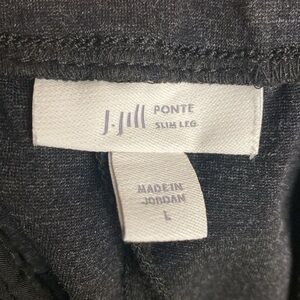 J.Jill PONTE
SLIM LEG
MADE IN
JORDAN
L